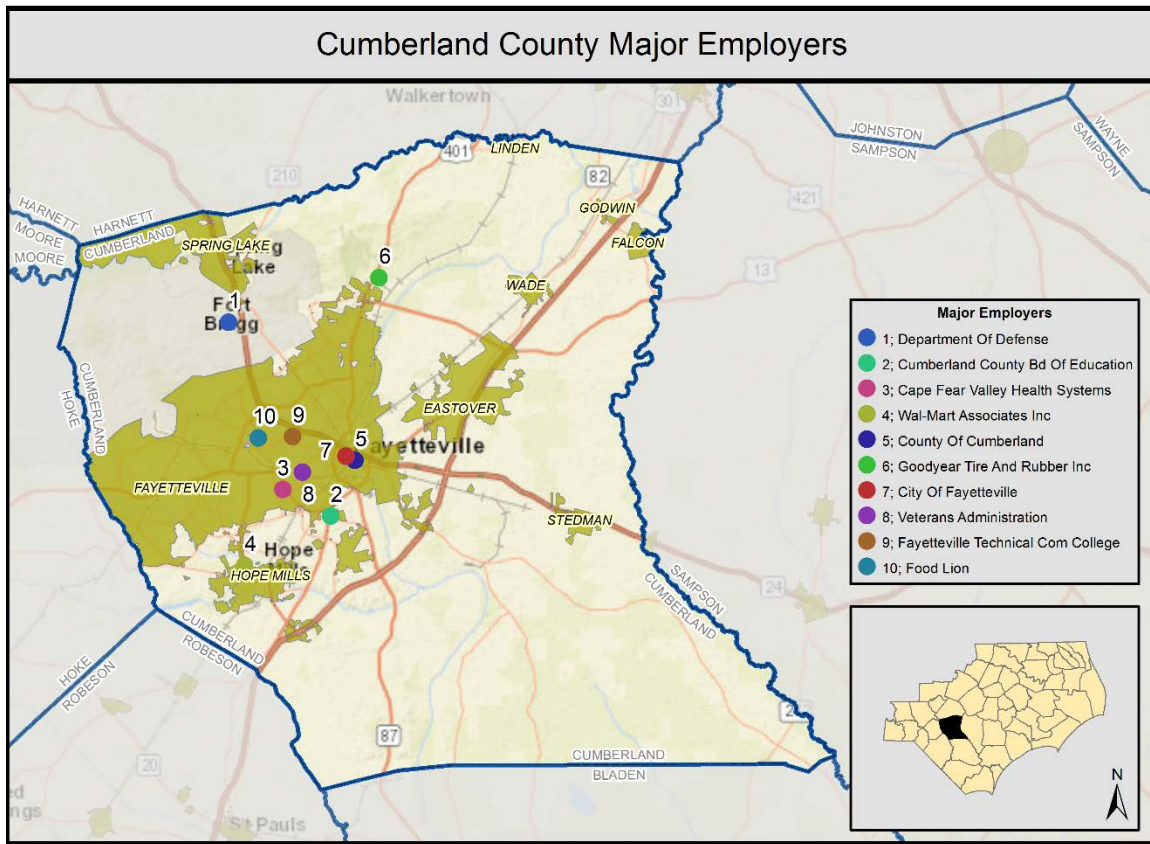 Cumberland County Major Employers
Walkertown
301
401
LINDEN
JOHNSTON
SAMPSON
WAYNE
SAMPSON
210
82
421
HARNETT
MOORE
MOORE
HARNETT
CUMBERLAND
GODWIN
FALCON
SPRING LAKE
Lake
6
13
WADE
1
Fort
Bragg
CUMBERLAND
HOKE
EASTOVER
10
9
5
7
ayetteville
3
FAYETTEVILLE
8
2
STEDMAN
4
Hope
HOPE MILLS
SAMPSON
CUMBERLAND
24
CUMBERLAND
ROBESON
HOKE
ROBESON
87
CUMBERLAND
BLADEN
20
St Pauls
Major Employers
1; Department Of Defense
2; Cumberland County Bd Of Education
3; Cape Fear Valley Health Systems
4; Wal-Mart Associates Inc
5; County Of Cumberland
6; Goodyear Tire And Rubber Inc
7; City Of Fayetteville
8; Veterans Administration
9; Fayetteville Technical Com College
10; Food Lion
N